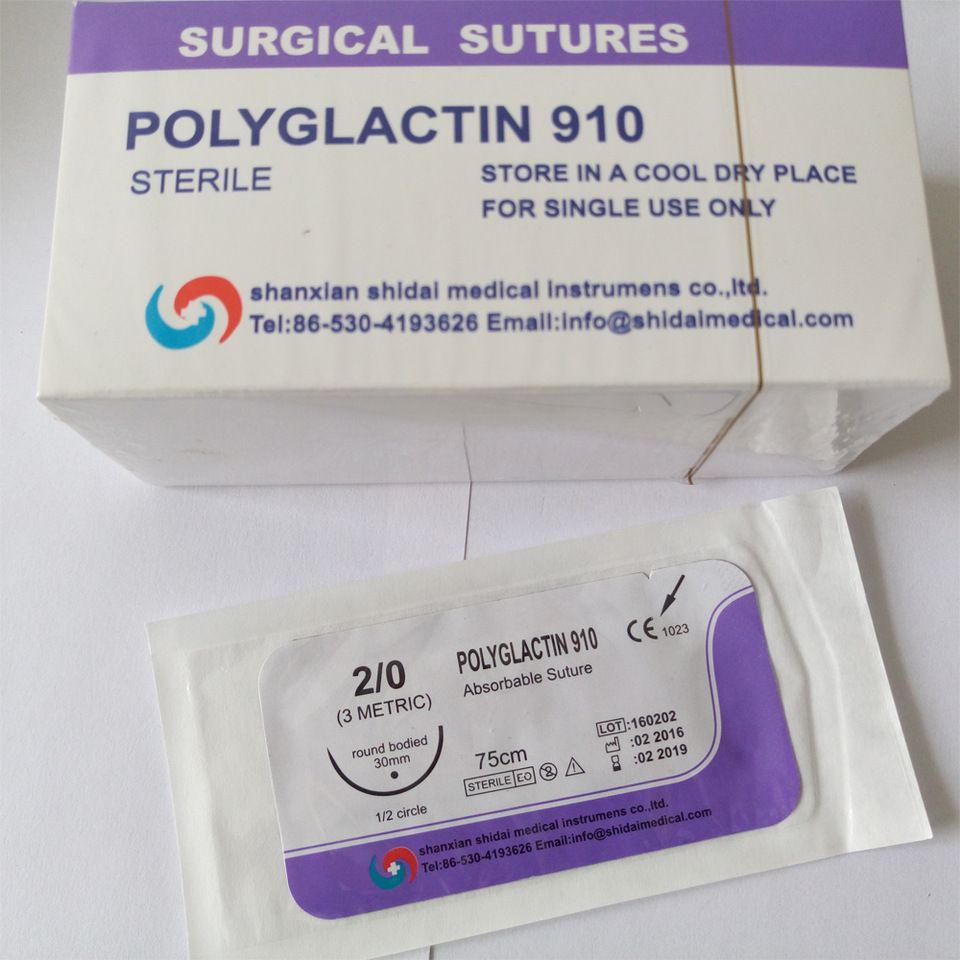 SURGICAL SUTURES
POLYGLACTIN 910
STERILE
STORE IN A COOL DRY PLACE
FOR SINGLE USE ONLY
shanxian shidai medical instrumens co.,ltd.
Tel:86-530-4193626 Email:info@shidaimedical.com
2/0
(3 METRIC)
round bodied
30mm
1/2 circle
POLYGLACTIN 910
Absorbable Suture
CE 1023
75cm
STERILE EO 2
LOT :160202
:02 2016
:02 2019
shanxian shidai medical instrumens co.,ltd.
Tel:86-530-4193626 Email:info@shidaimedical.com